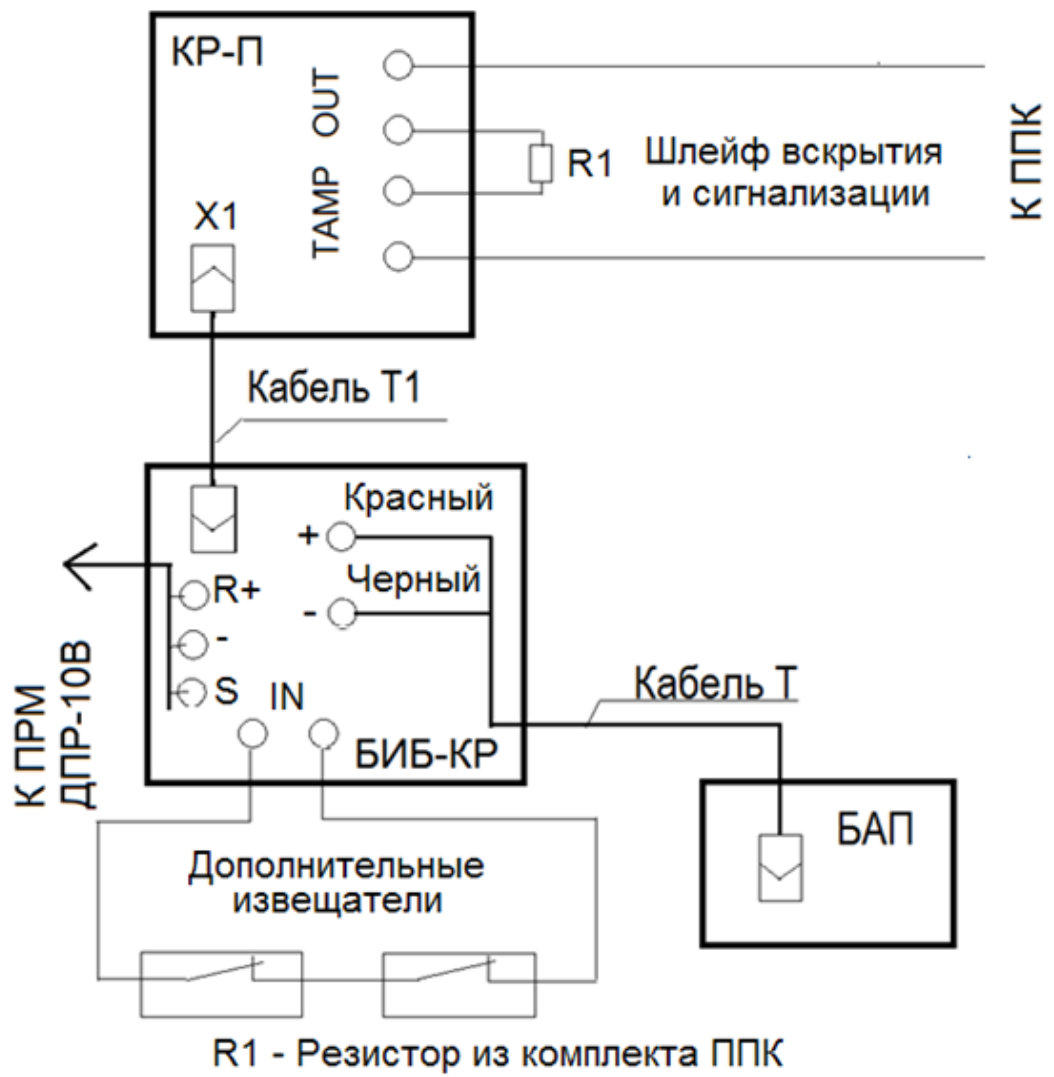 КР-П
OUT
TAMP
X1
R1
Шлейф вскрытия
и сигнализации
К ППК
Кабель Т1
Красный
+
Черный
-
R+
-
S
IN
БИБ-КР
К ПРМ
ДПР-10В
Кабель Т
БАП
Дополнительные
извещатели
R1 - Резистор из комплекта ППК